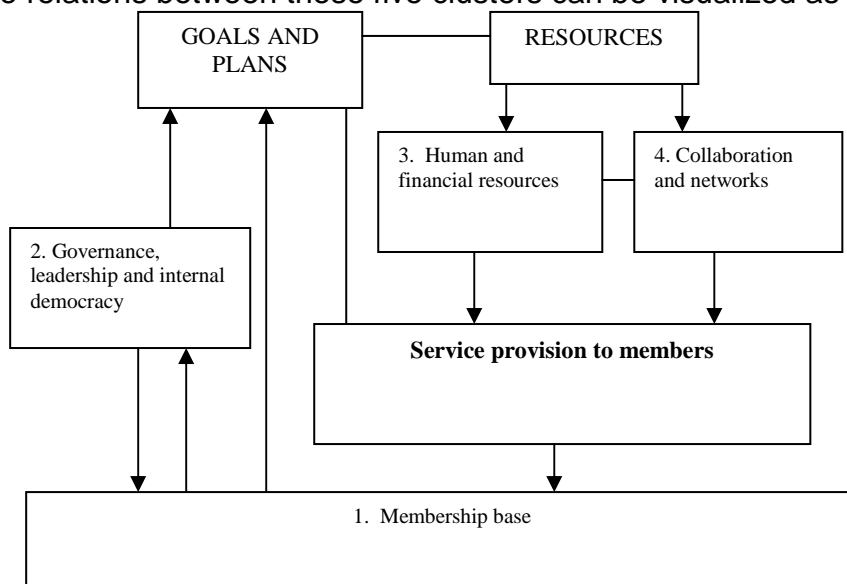 relations between these five clusters can be visualized as
GOALS AND
PLANS
RESOURCES
3.  Human and
financial resources
4. Collaboration
and networks
2. Governance,
leadership and internal
democracy
Service provision to members
1.  Membership base